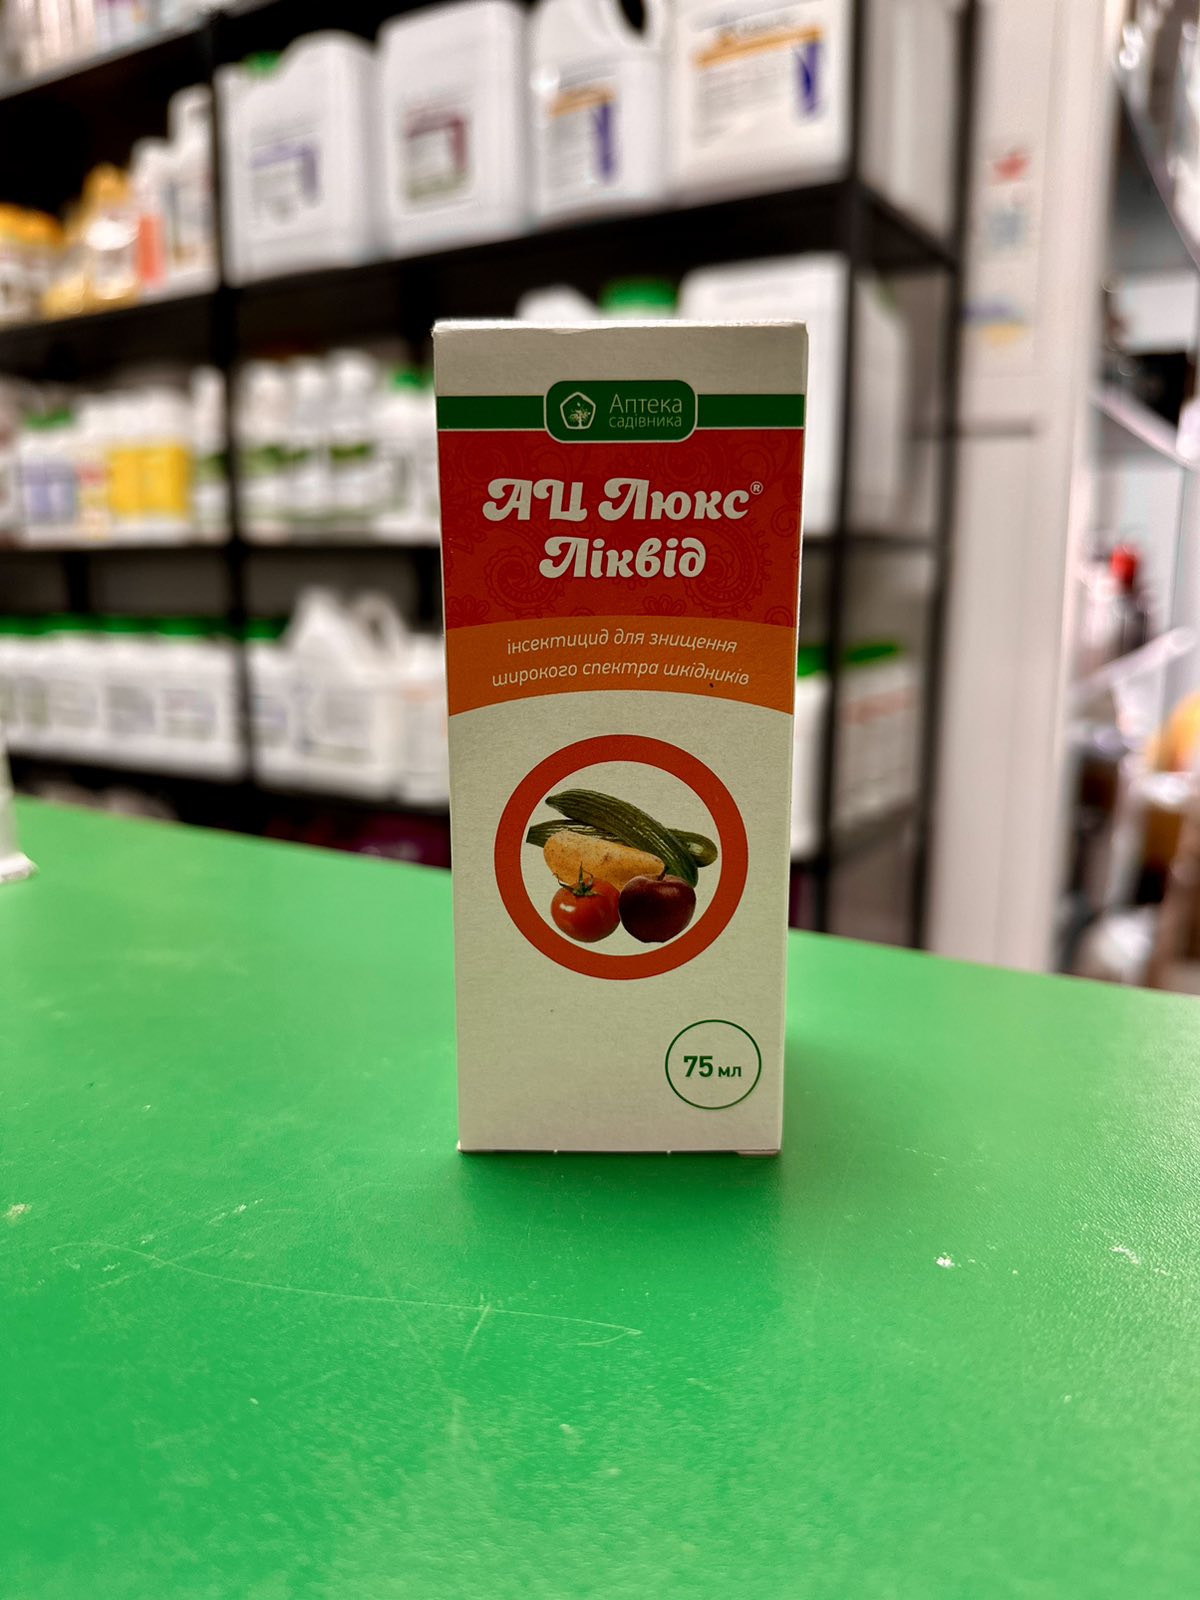 Аптека
садівника
АЦ Люкс®
Ліквід
інсектицид для знищення
широкого спектра шкідників
75 мл